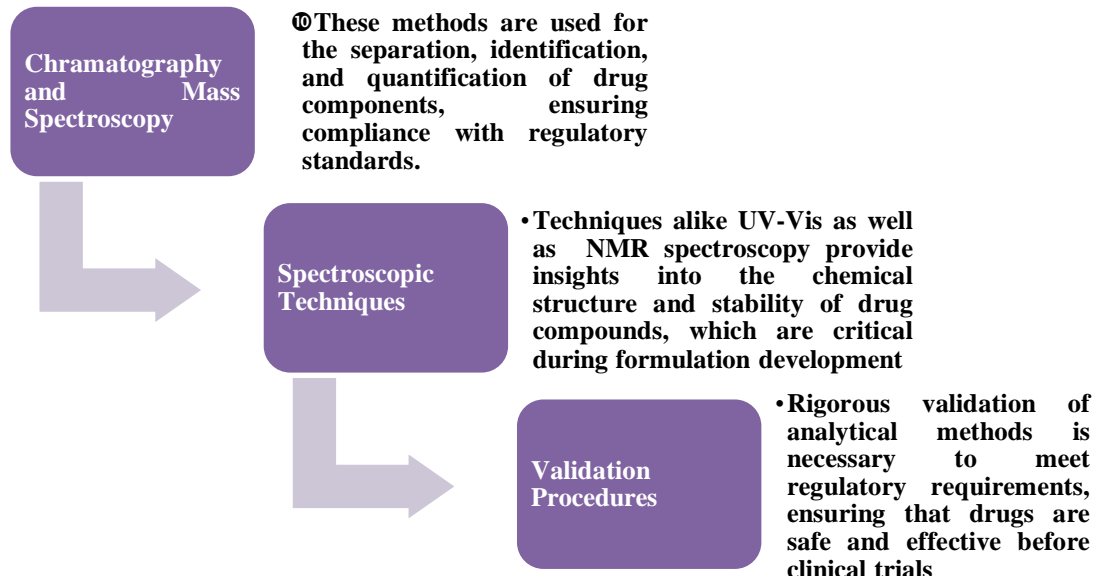 Chramatography
and Mass
Spectroscopy
❿These methods are used for
the separation, identification,
and quantification of drug
components, ensuring
compliance with regulatory
standards.
Spectroscopic
Techniques
•Techniques alike UV-Vis as well
as NMR spectroscopy provide
insights into the chemical
structure and stability of drug
compounds, which are critical
during formulation development
Validation
Procedures
•Rigorous validation of
analytical methods is
necessary to meet
regulatory requirements,
ensuring that drugs are
safe and effective before
clinical trials